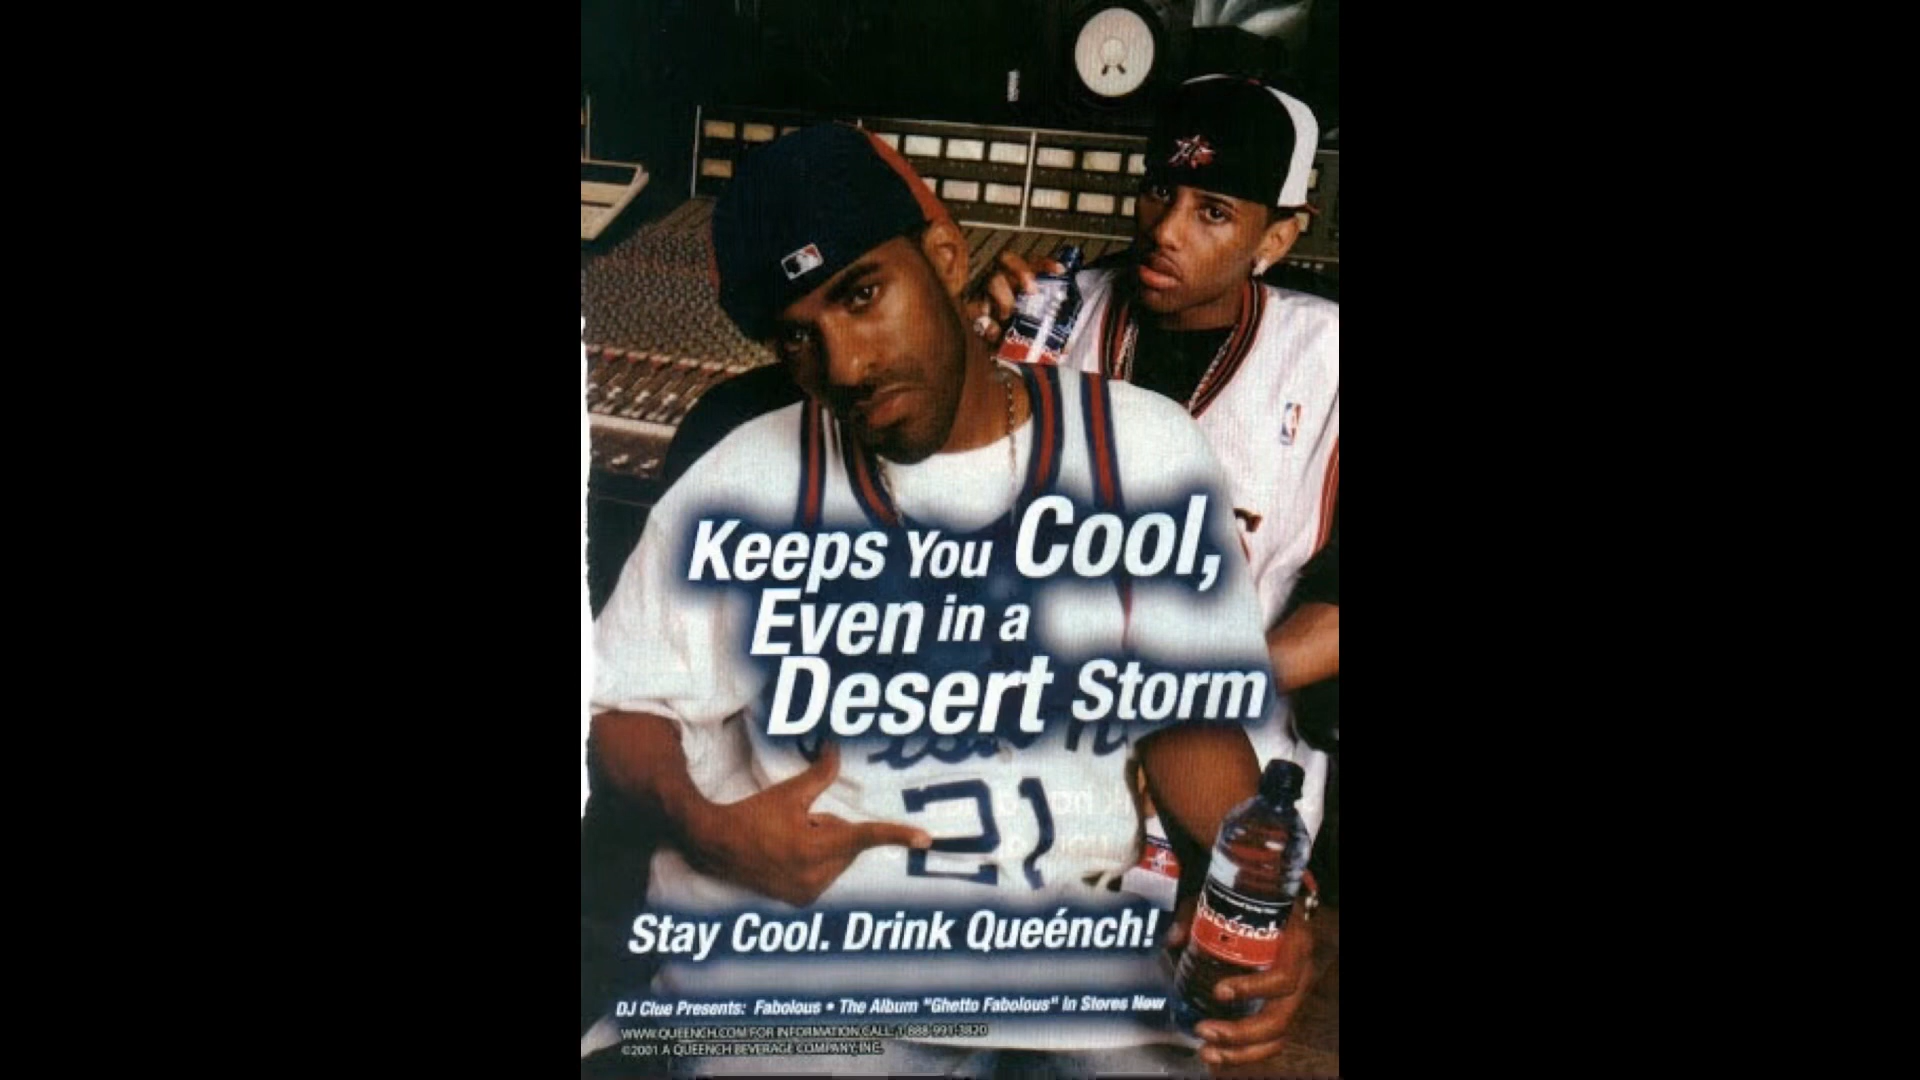 Keeps You Cool,
Even in a
Desert Storm
21
Stay Cool. Drink Queénch!
Queénch
DJ Clue Presents: Fabolous • The Album "Ghetto Fabolous" In Stores Now
WWW.QUEENCH.COM FOR INFORMATION CALL: 1-888-991-3820
©2001 A QUEENCH BEVERAGE COMPANY, INC.